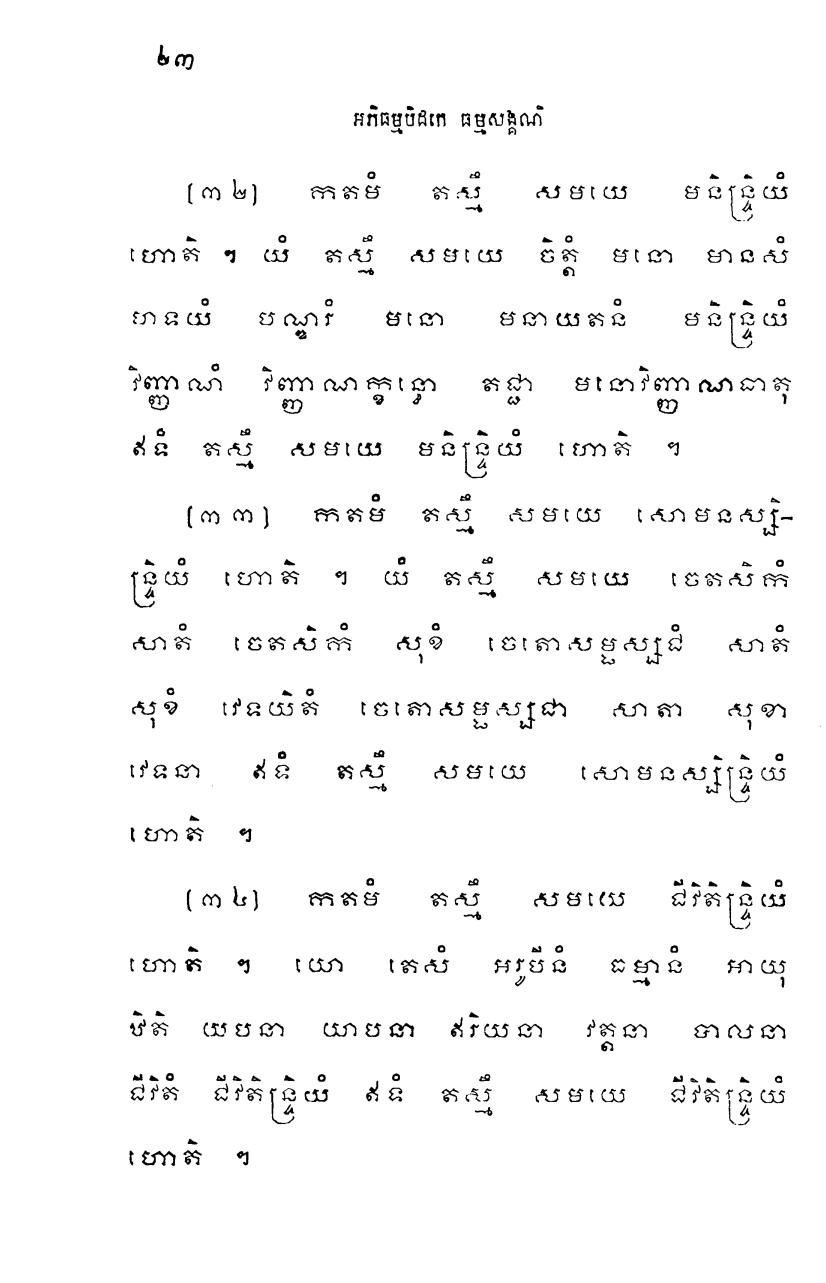 ៤៣
អភិធម្មបិដកេ ធម្មសង្គណិ
(៣២) កតមំ តស្មឹ សមយេ មនិន្ទ្រិយំ
ហោតិ ។ យំ តស្មឹ សមយេ ចិត្តំ មនោ មានសំ
ហទយំ បណ្ឌរំ មនោ មនាយតនំ មនិន្ទ្រិយំ
វិញ្ញាណំ វិញ្ញាណក្ខន្ធោ តជ្ជា មនោវិញ្ញាណធាតុ
ឥទំ តស្មឹ សមយេ មនិន្ទ្រិយំ ហោតិ ។
(៣៣) កតមំ តស្មឹ សមយេ សោមនស្សិ-
ន្ទ្រិយំ ហោតិ ។ យំ តស្មឹ សមយេ ចេតសិកំ
សាតំ ចេតសិកំ សុខំ ចេតោសម្ផស្សជំ សាតំ
សុខំ វេទយិតំ ចេតោសម្ផស្សជា សាតា សុខា
វេទនា ឥទំ តស្មឹ សមយេ សោមនស្សិន្ទ្រិយំ
ហោតិ ។
(៣៤) កតមំ តស្មឹ សមយេ ជីវិតិន្ទ្រិយំ
ហោតិ ។ យោ តេសំ អរូបីនំ ធម្មានំ អាយុ
ឋិតិ យបនា យាបនា ឥរិយនា វត្តនា បាលនា
ជីវិតំ ជីវិតិន្ទ្រិយំ ឥទំ តស្មឹ សមយេ ជីវិតិន្ទ្រិយំ
ហោតិ ។